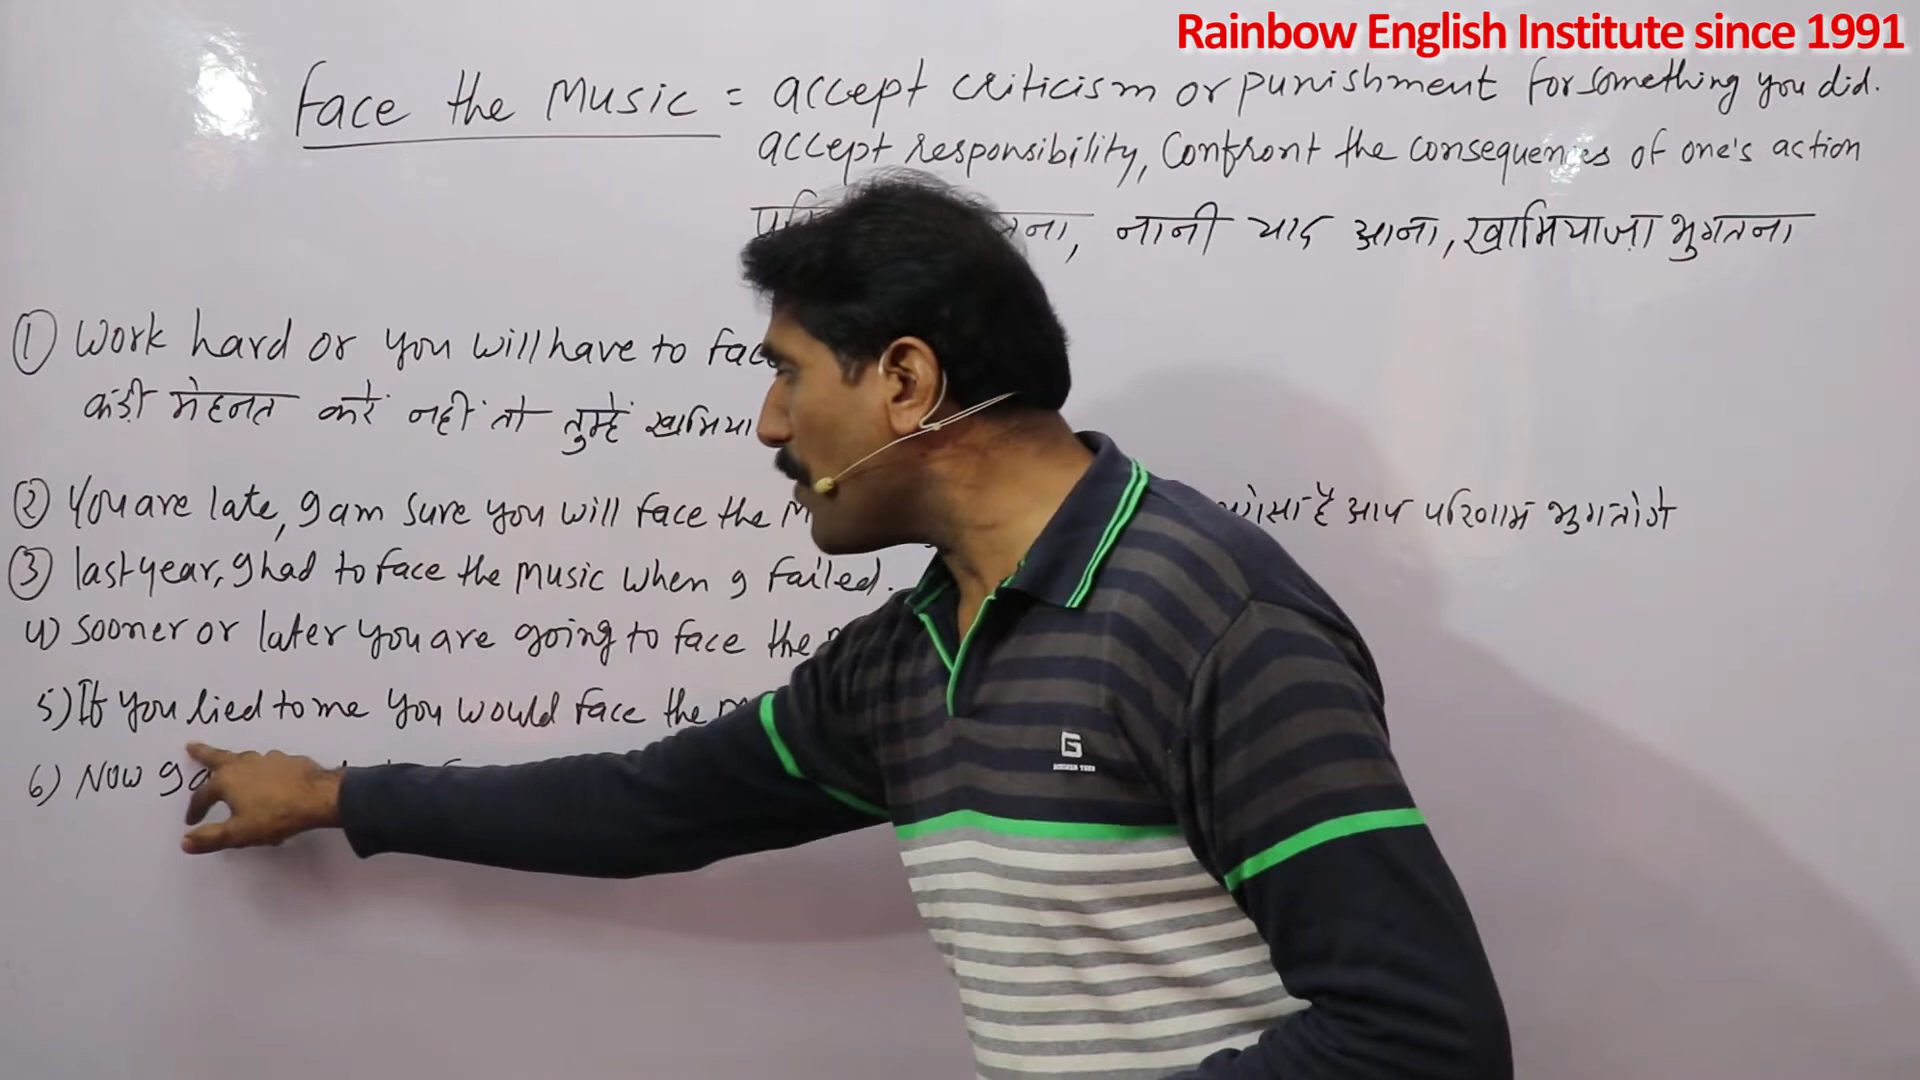 Rainbow English Institute since 1991
Face the Music = accept criticism or punishment for something you did.
accept responsibility, Confront the consequences of one's action
नानी याद आना, खामियाज़ा भुगतना
① Work hard or you will have to
कड़ी मेहनत करें नहीं तो तुम्हें
② You are late, I am sure you will face the आप परिणाम भुगतोगे
③ last year, I had to face the Music when I failed.
4) Sooner or later you are going to face the
5) If you lied to me you would face the
6) Now
G